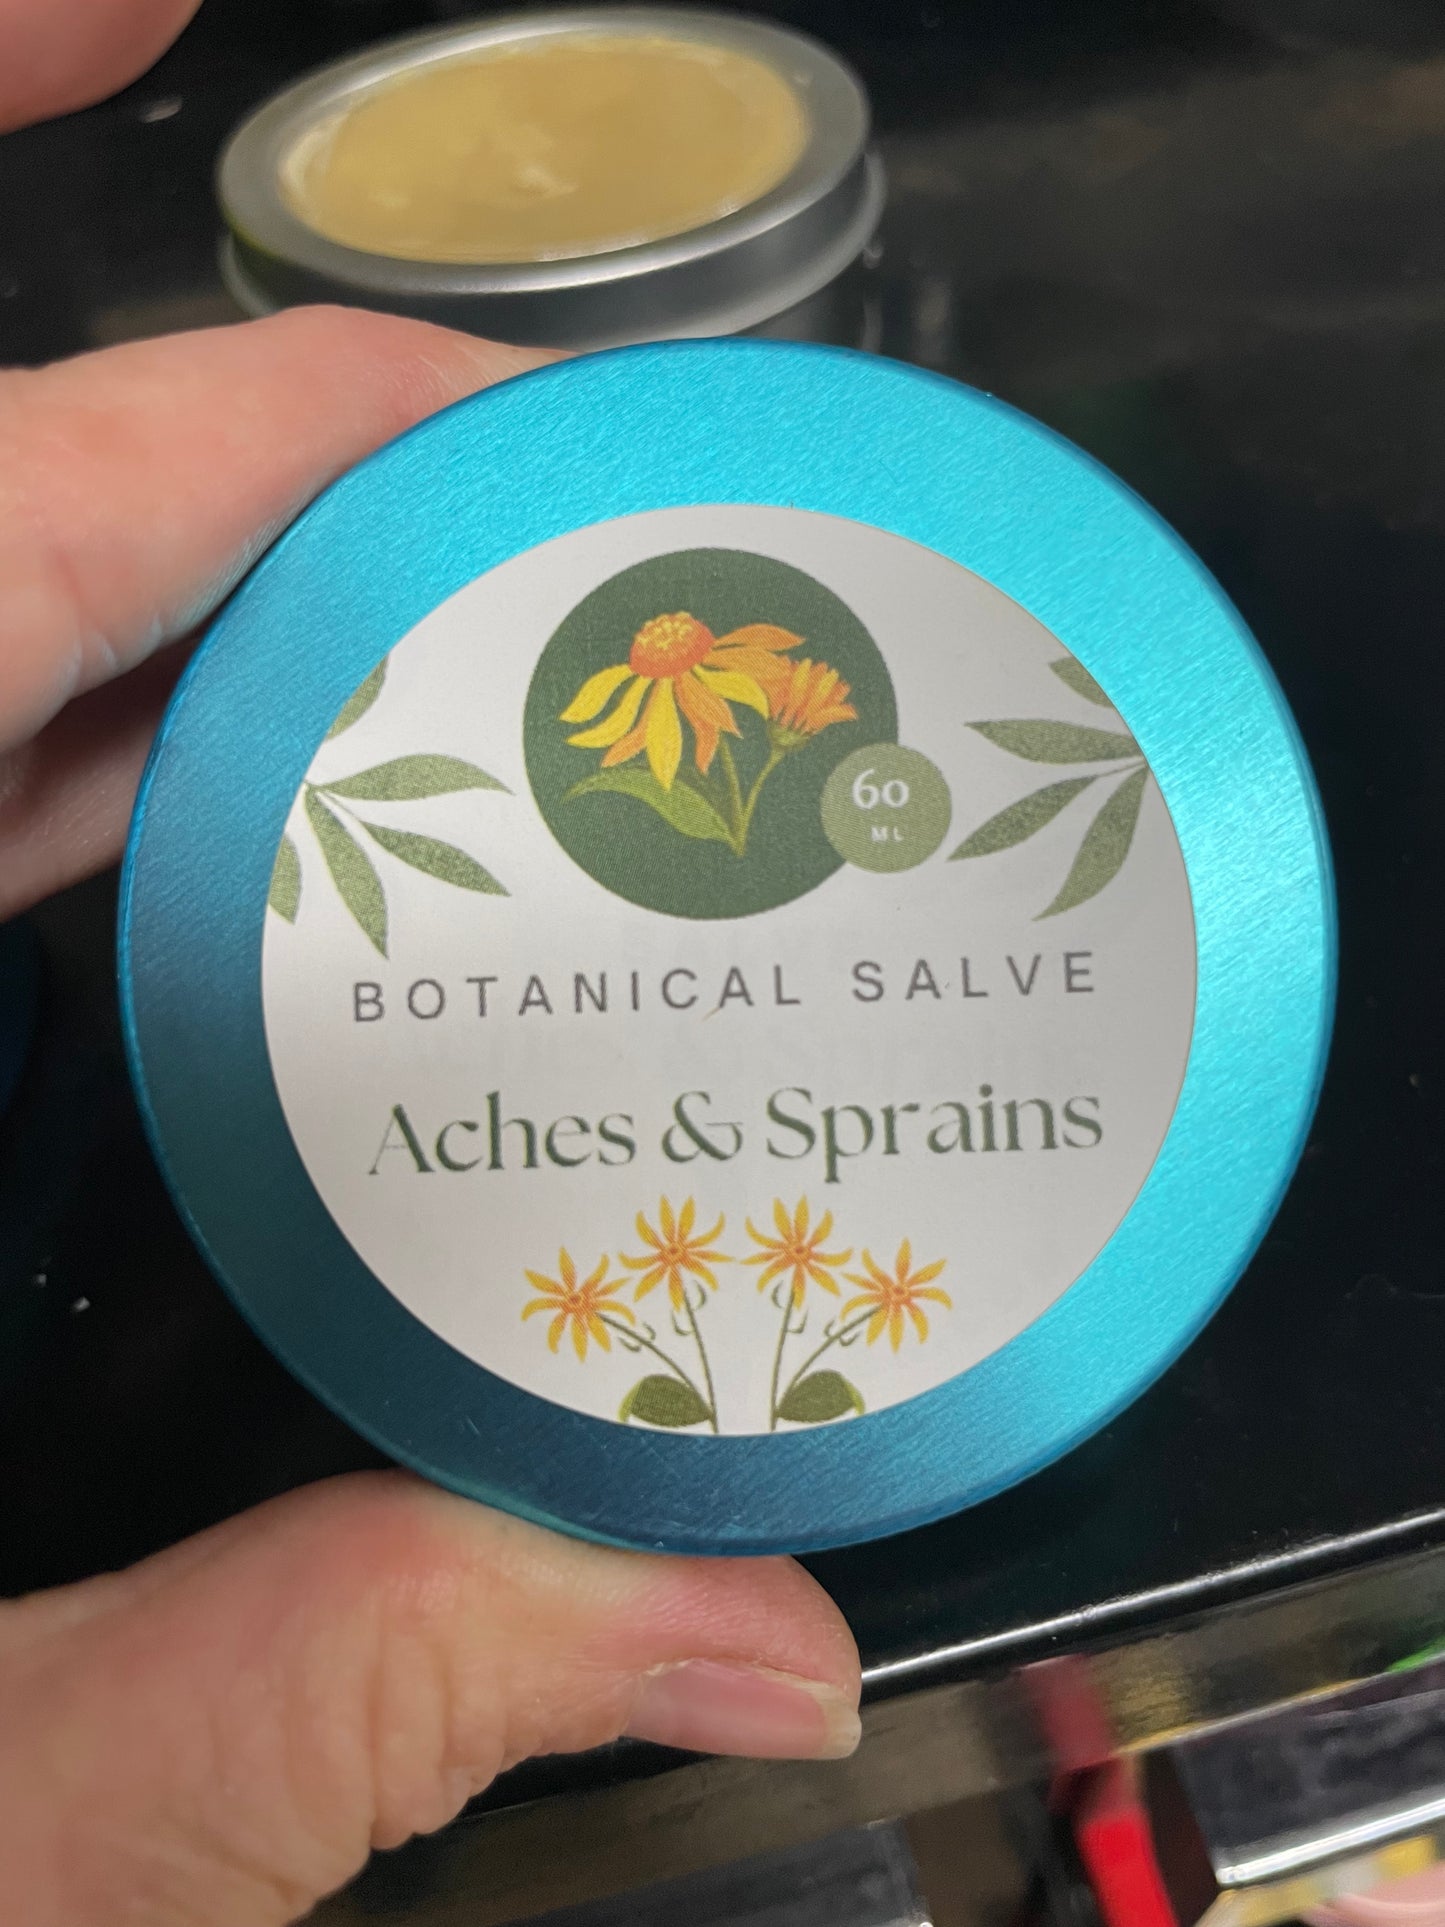 60
ML
BOTANICAL SALVE
Aches & Sprains